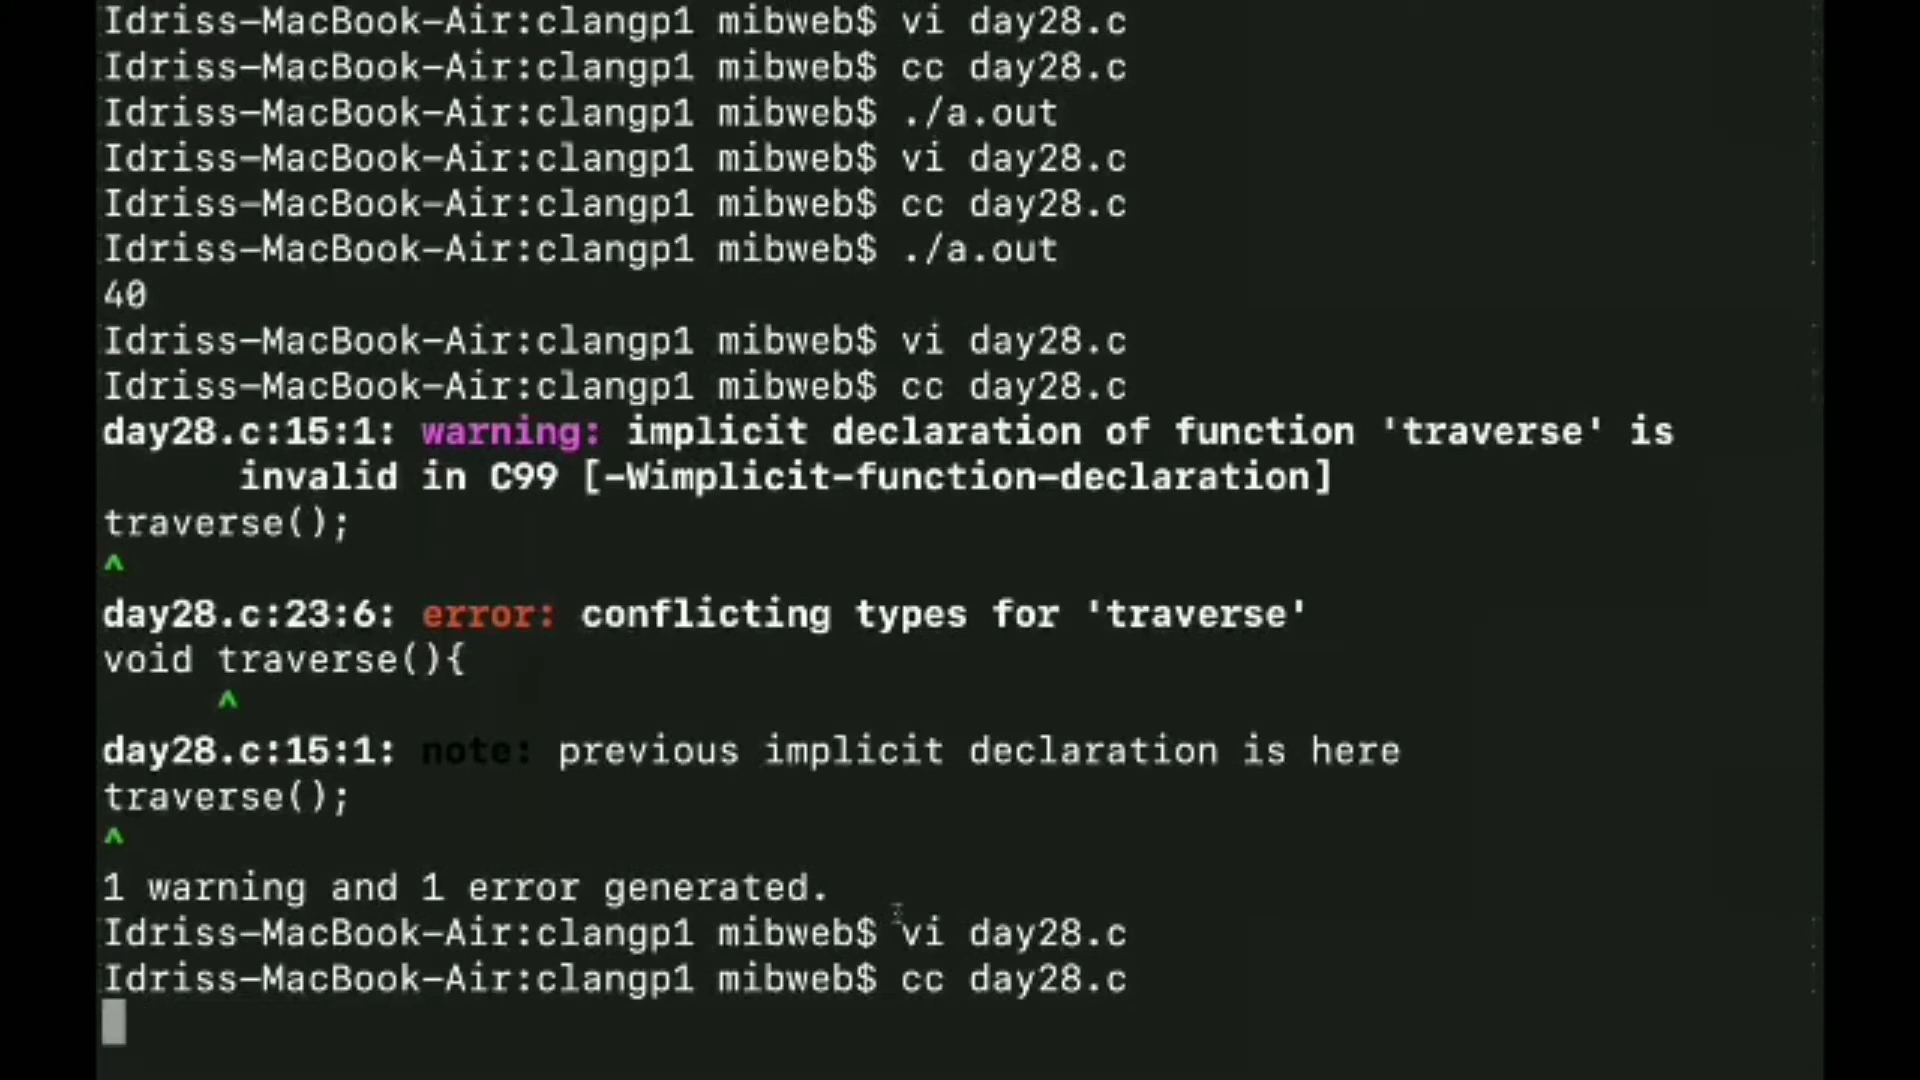 Idriss-MacBook-Air:clangp1 mibweb$ vi day28.c
Idriss-MacBook-Air:clangp1 mibweb$ cc day28.c
Idriss-MacBook-Air:clangp1 mibweb$ ./a.out
Idriss-MacBook-Air:clangp1 mibweb$ vi day28.c
Idriss-MacBook-Air:clangp1 mibweb$ cc day28.c
Idriss-MacBook-Air:clangp1 mibweb$ ./a.out
40
Idriss-MacBook-Air:clangp1 mibweb$ vi day28.c
Idriss-MacBook-Air:clangp1 mibweb$ cc day28.c
day28.c:15:1: warning: implicit declaration of function 'traverse' is
      invalid in C99 [-Wimplicit-function-declaration]
traverse();
^
day28.c:23:6: error: conflicting types for 'traverse'
void traverse(){
     ^
day28.c:15:1: note: previous implicit declaration is here
traverse();
^
1 warning and 1 error generated.
Idriss-MacBook-Air:clangp1 mibweb$ vi day28.c
Idriss-MacBook-Air:clangp1 mibweb$ cc day28.c